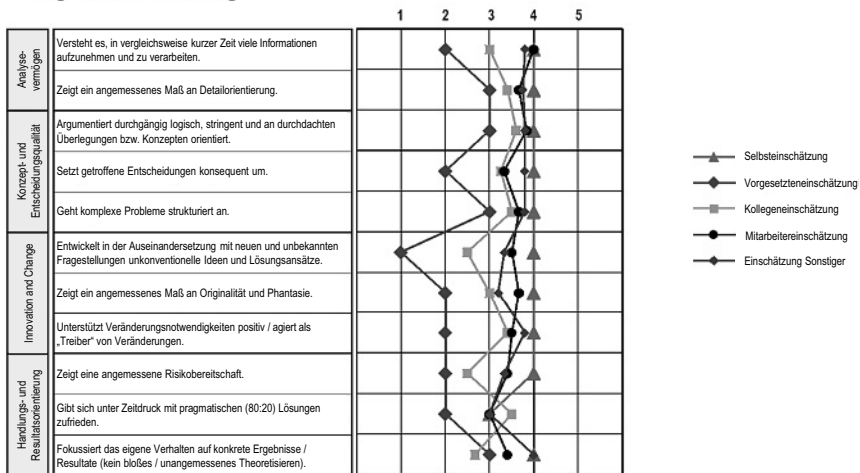 1 2 3 4 5
Analyse-
vermögen
Versteht es, in vergleichsweise kurzer Zeit viele Informationen
aufzunehmen und zu verarbeiten.
Zeigt ein angemessenes Maß an Detailorientierung.
Konzept- und
Entscheidungsqualität
Argumentiert durchgängig logisch, stringent und an durchdachten
Überlegungen bzw. Konzepten orientiert.
Setzt getroffene Entscheidungen konsequent um.
Geht komplexe Probleme strukturiert an.
Innovation and Change
Entwickelt in der Auseinandersetzung mit neuen und unbekannten
Fragestellungen unkonventionelle Ideen und Lösungsansätze.
Zeigt ein angemessenes Maß an Originalität und Phantasie.
Unterstützt Veränderungsnotwendigkeiten positiv / agiert als
„Treiber“ von Veränderungen.
Handlungs- und
Resultatsorientierung
Zeigt eine angemessene Risikobereitschaft.
Gibt sich unter Zeitdruck mit pragmatischen (80:20) Lösungen
zufrieden.
Fokussiert das eigene Verhalten auf konkrete Ergebnisse /
Resultate (kein bloßes / unangemessenes Theoretisieren).
Selbsteinschätzung
Vorgesetzteneinschätzung
Kollegeneinschätzung
Mitarbeitereinschätzung
Einschätzung Sonstiger